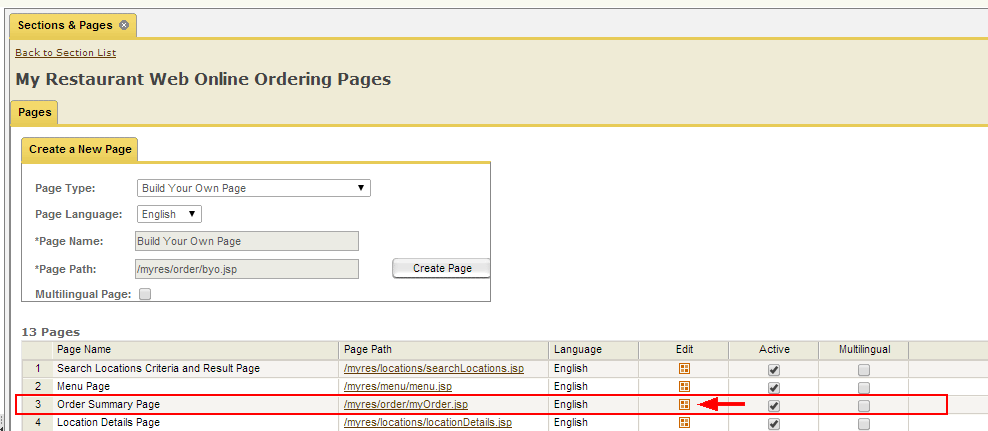 Sections & Pages
Back to Section List
My Restaurant Web Online Ordering Pages
Pages
Create a New Page
Page Type: Build Your Own Page
Page Language: English
*Page Name: Build Your Own Page
*Page Path: /myres/order/byo.jsp Create Page
Multilingual Page:
13 Pages
Page Name Page Path Language Edit Active Multilingual
1 Search Locations Criteria and Result Page /myres/locations/searchLocations.jsp English
2 Menu Page /myres/menu/menu.jsp English
3 Order Summary Page /myres/order/myOrder.jsp English
4 Location Details Page /myres/locations/locationDetails.jsp English